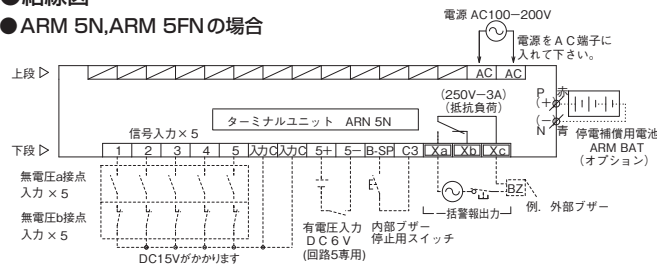 ●結線図
●ARM 5N,ARM 5FNの場合
電源 AC100−200V
電源をAC端子に
入れて下さい。
上段 ▷
AC AC
(250V−3A)
(抵抗負荷)
P 赤
(+)
(−)
N 青
停電補償用電池
ARM BAT
(オプション)
ターミナルユニット ARN 5N
信号入力×5
下段 ▷
1 2 3 4 5 入力C 入力C 5+ 5− B-SP C3 Xa Xb Xc
無電圧a接点
入力×5
無電圧b接点
入力×5
DC15Vがかかります
有電圧入力
DC6V
(回路5専用)
内部ブザー
停止用スイッチ
一括警報出力
BZ
例．外部ブザー